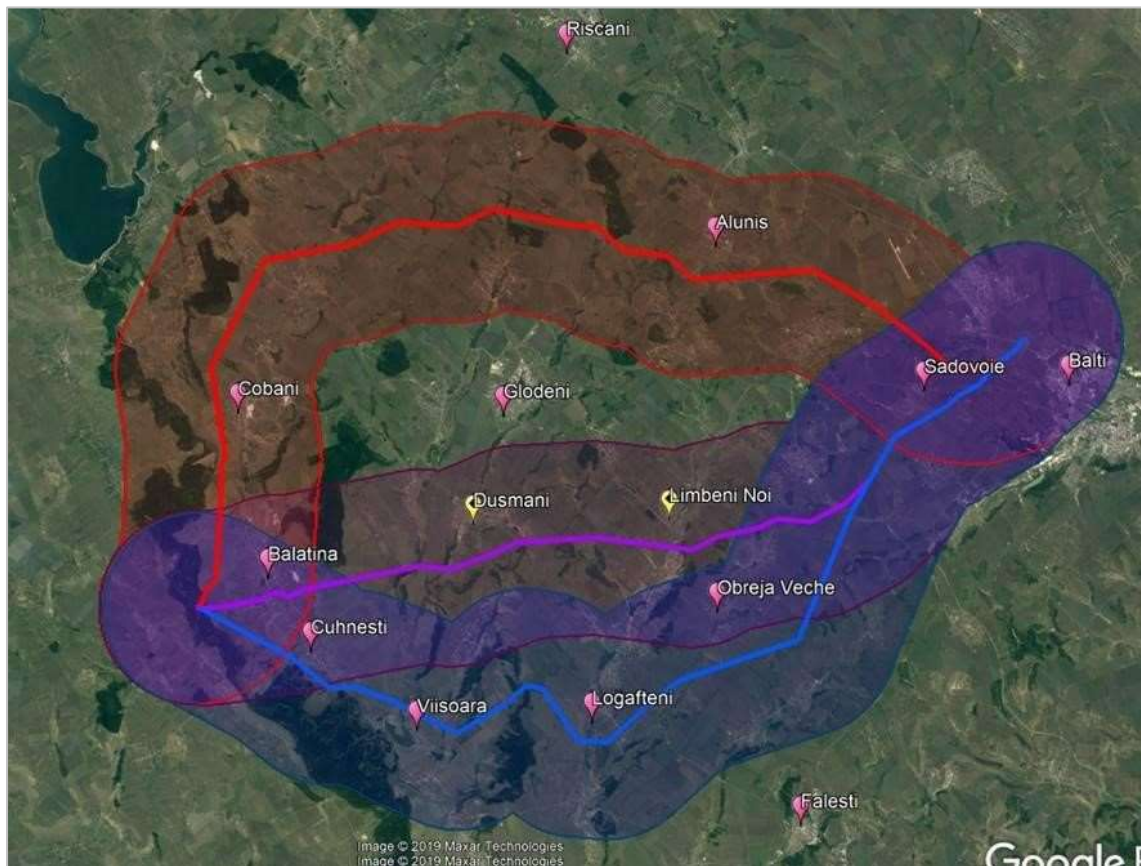 Riscani
Alunis
Sadovoie
Balti
Cobani
Glodeni
Dusmani
Limbeni Noi
Balatina
Obreja Veche
Cuhnesti
Viisoara
Logafteni
Falesti
Image © 2019 Maxar Technologies
Image © 2019 Maxar Technologies
Google